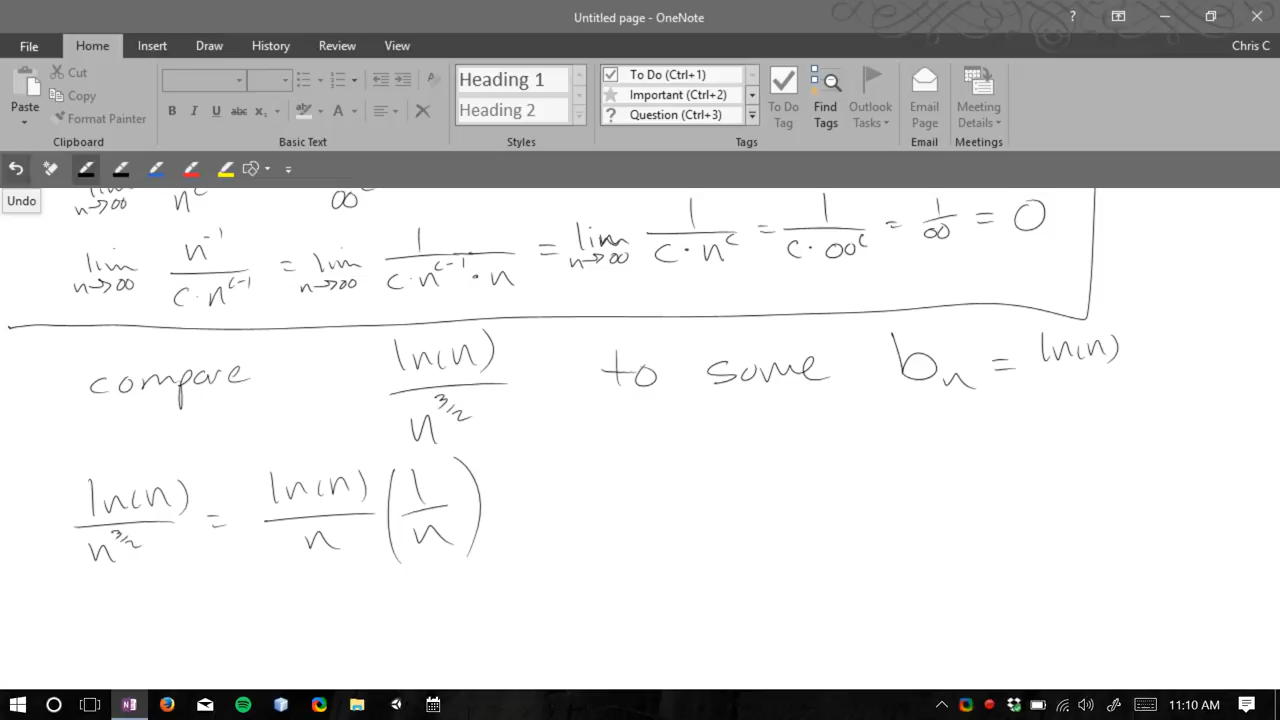 Untitled page - OneNote
?
File Home Insert Draw History Review View Chris C
Paste Cut Copy Format Painter
B I U abc x₂ A
Heading 1
Heading 2
To Do (Ctrl+1)
Important (Ctrl+2)
? Question (Ctrl+3)
To Do Tag
Find Tags
Outlook Tasks
Email Page
Meeting Details
Clipboard Basic Text Styles Tags Email Meetings
Undo
n→∞ n^c ∞^c
lim n→∞ n^-1 / c·n^(c-1) = lim n→∞ 1 / c·n^(c-1)·n = lim n→∞ 1 / c·n^c = 1 / c·∞^c = 1/∞ = 0
compare ln(n) / n^3/2 to some b_n = ln(n)
ln(n) / n^3/2 = ln(n) / n (1/n)
11:10 AM